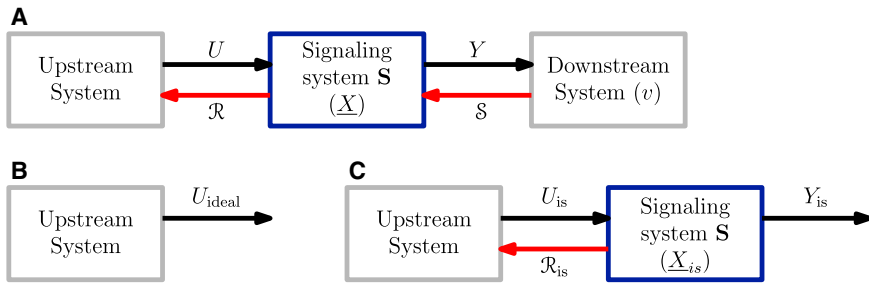 A
Upstream
System
U
ℛ
Signaling
system S
(X)
Y
𝒮
Downstream
System (v)
B
Upstream
System
U_ideal
C
Upstream
System
U_is
ℛ_is
Signaling
system S
(X_is)
Y_is